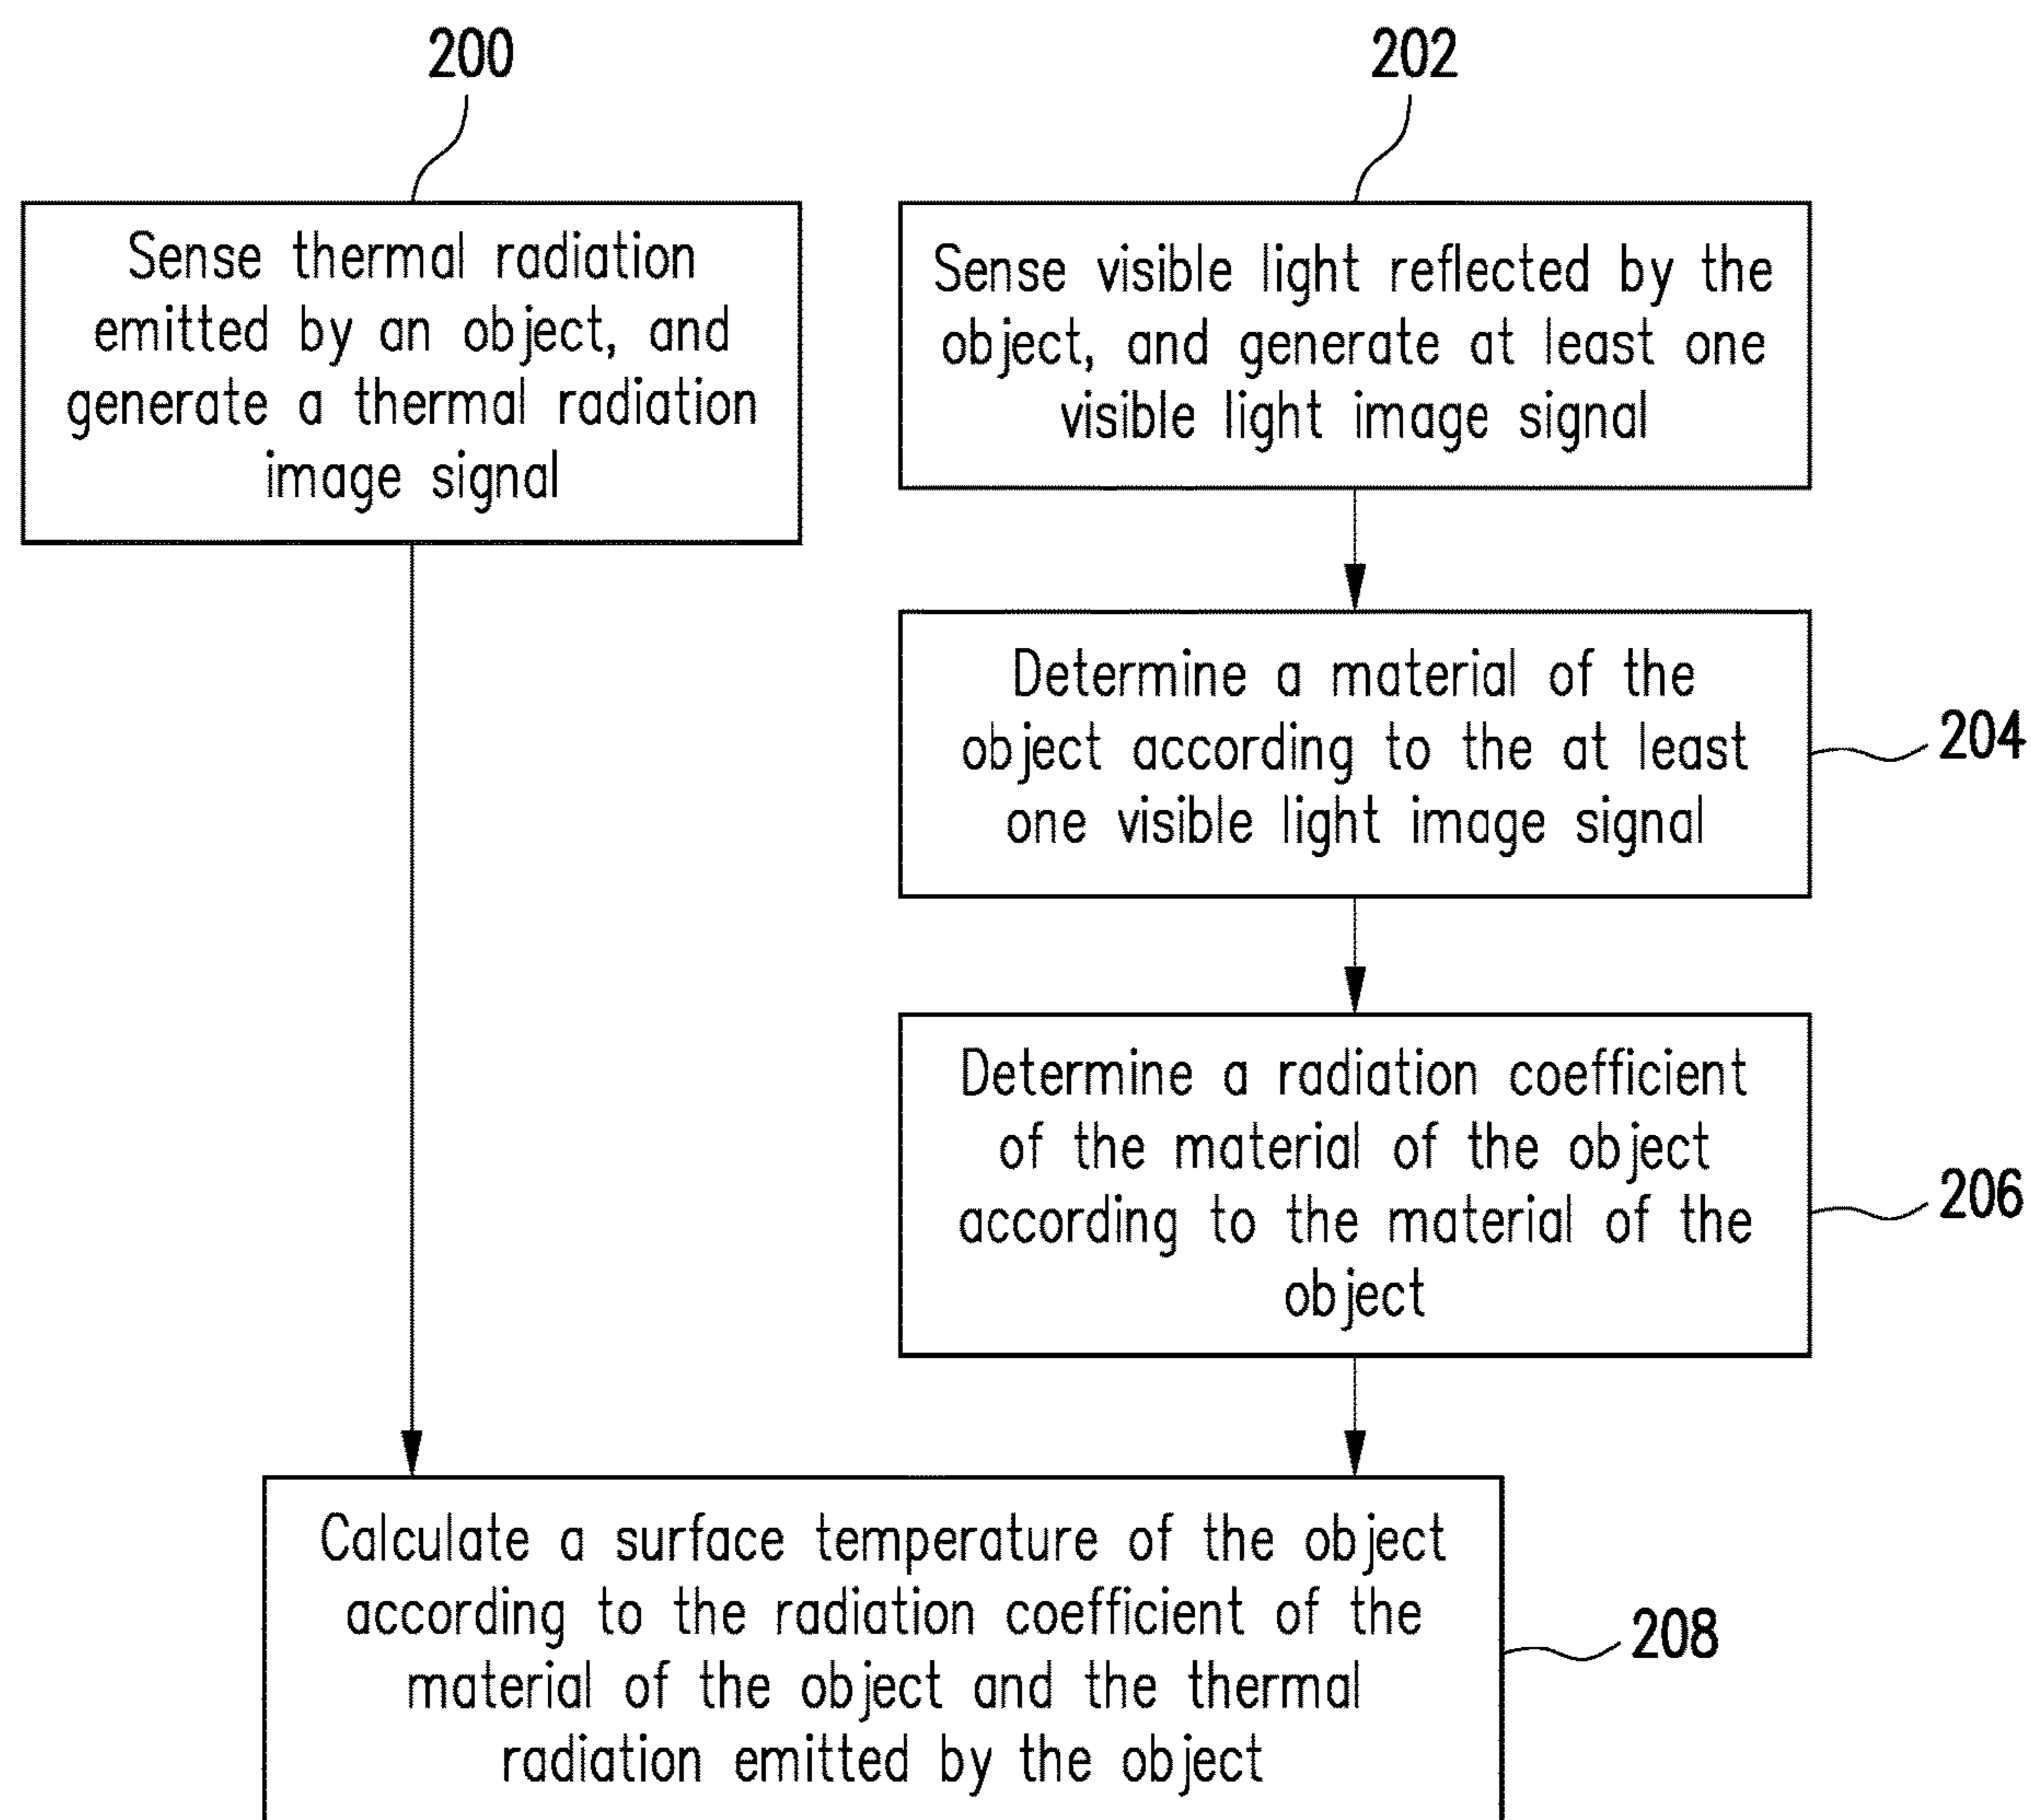 200
Sense thermal radiation
emitted by an object, and
generate a thermal radiation
image signal
202
Sense visible light reflected by the
object, and generate at least one
visible light image signal
Determine a material of the
object according to the at least
one visible light image signal
204
Determine a radiation coefficient
of the material of the object
according to the material of the
object
206
Calculate a surface temperature of the object
according to the radiation coefficient of the
material of the object and the thermal
radiation emitted by the object
208